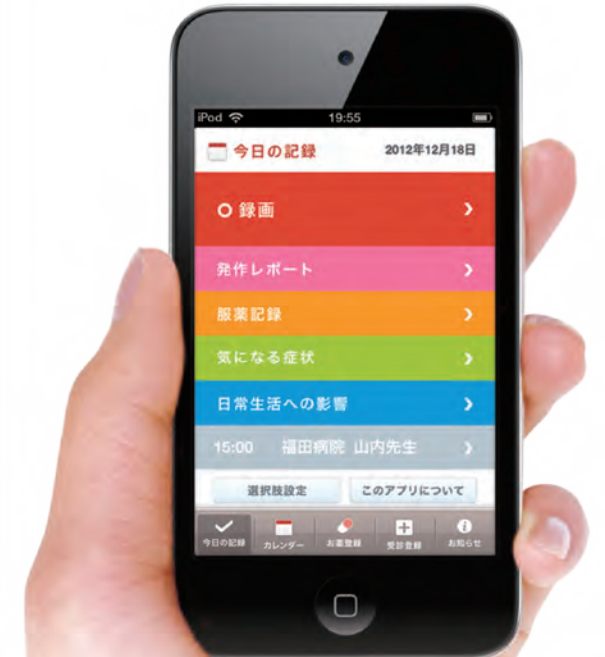 iPod 19:55
今日の記録 2012年12月18日
録画
発作レポート
服薬記録
気になる症状
日常生活への影響
15:00 福田病院 山内先生
選択肢設定 このアプリについて
今日の記録 カレンダー お薬登録 受診登録 お知らせ